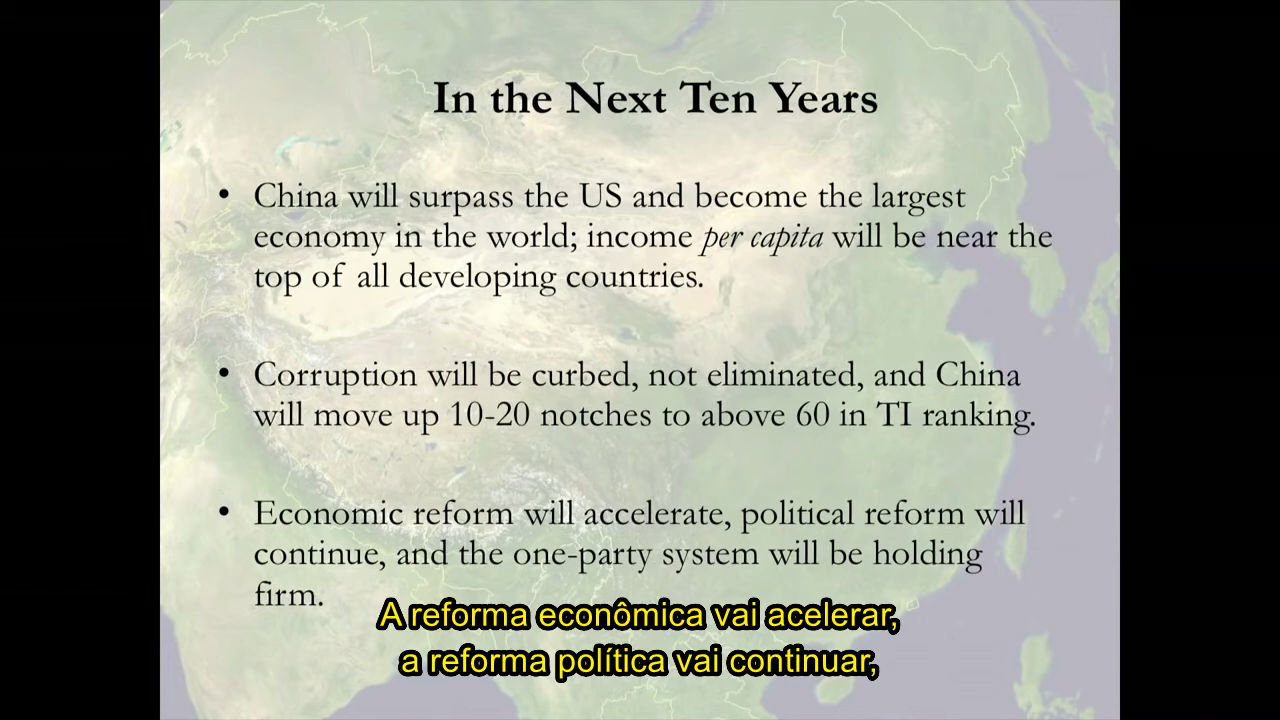 In the Next Ten Years
• China will surpass the US and become the largest
economy in the world; income per capita will be near the
top of all developing countries.
• Corruption will be curbed, not eliminated, and China
will move up 10-20 notches to above 60 in TI ranking.
• Economic reform will accelerate, political reform will
continue, and the one-party system will be holding
firm.
A reforma econômica vai acelerar,
a reforma política vai continuar,